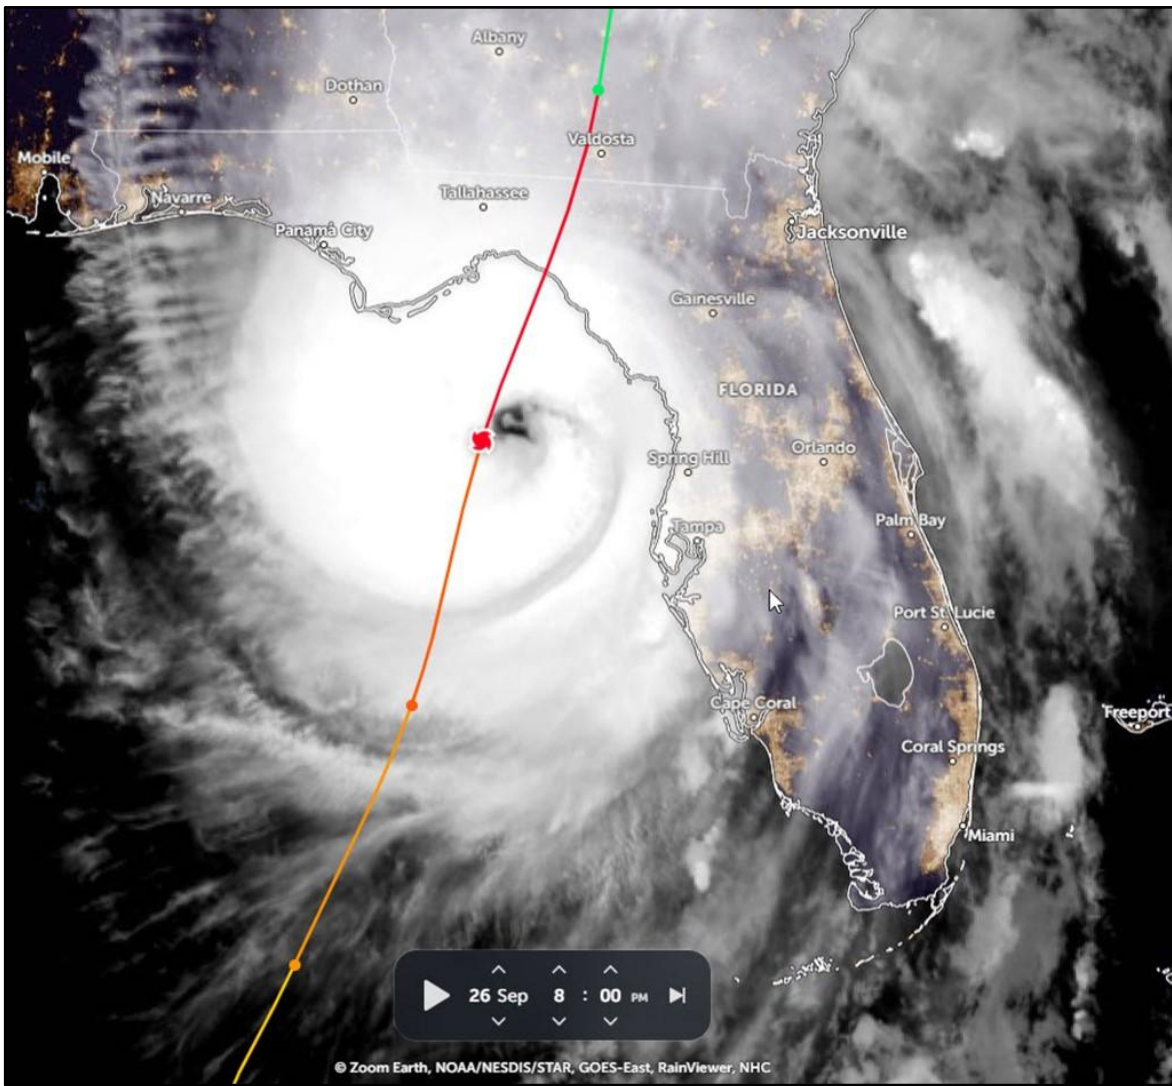 Albany
Dothan
Valdosta
Mobile
Tallahassee
Navarre
Panama City
Jacksonville
Gainesville
FLORIDA
Orlando
Spring Hill
Palm Bay
Tampa
Port St. Lucie
Cape Coral
Freeport
Coral Springs
Miami
26 Sep 8 : 00 PM
© Zoom Earth, NOAA/NESDIS/STAR, GOES-East, RainViewer, NHC